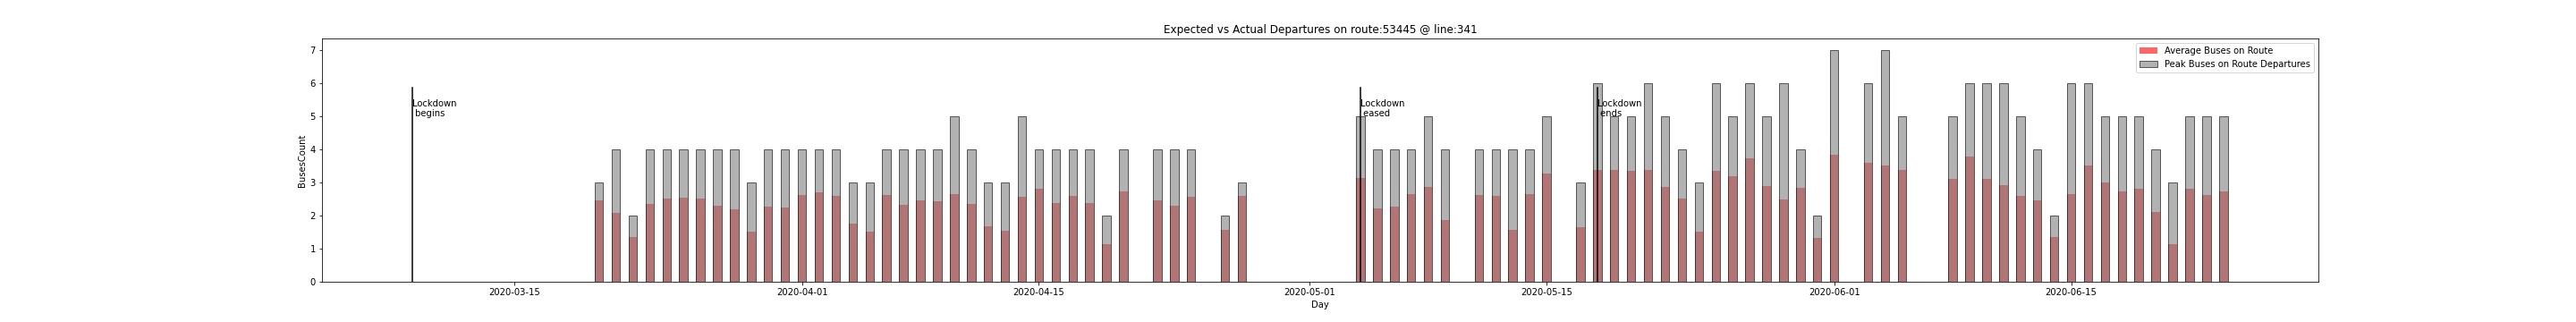 Expected vs Actual Departures on route:53445 @ line:341
Average Buses on Route
Peak Buses on Route Departures
7
6
5
4
3
2
1
0
BusesCount
Lockdown
begins
Lockdown
eased
Lockdown
ends
2020-03-15
2020-04-01
2020-04-15
2020-05-01
2020-05-15
2020-06-01
2020-06-15
Day